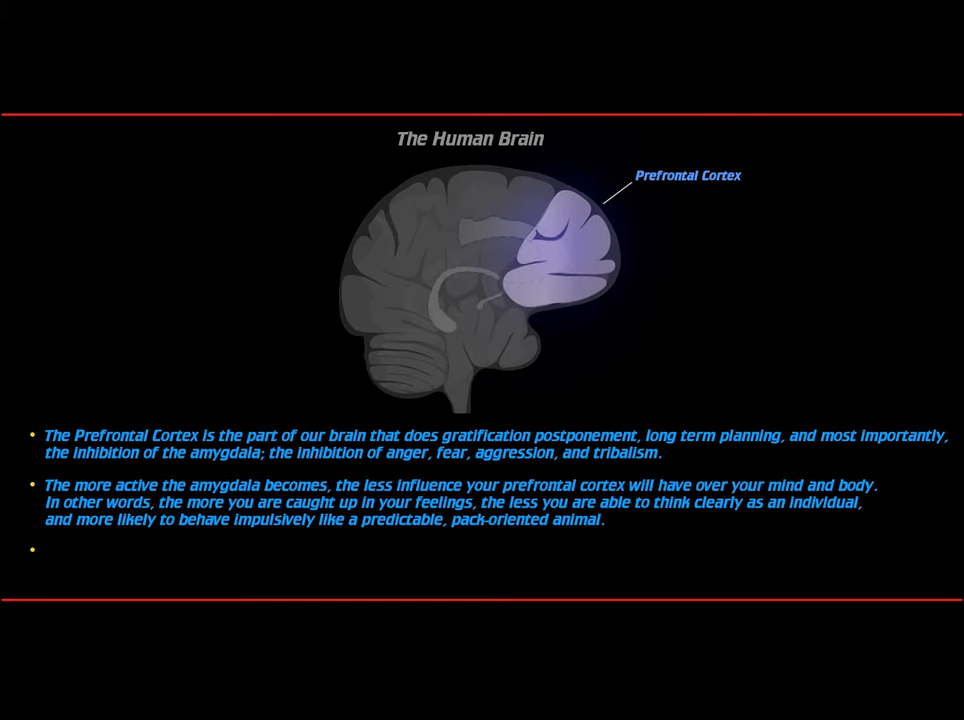 The Human Brain
Prefrontal Cortex
• The Prefrontal Cortex is the part of our brain that does gratification postponement, long term planning, and most importantly,
the inhibition of the amygdala; the inhibition of anger, fear, aggression, and tribalism.
• The more active the amygdala becomes, the less influence your prefrontal cortex will have over your mind and body.
In other words, the more you are caught up in your feelings, the less you are able to think clearly as an individual,
and more likely to behave impulsively like a predictable, pack-oriented animal.
•